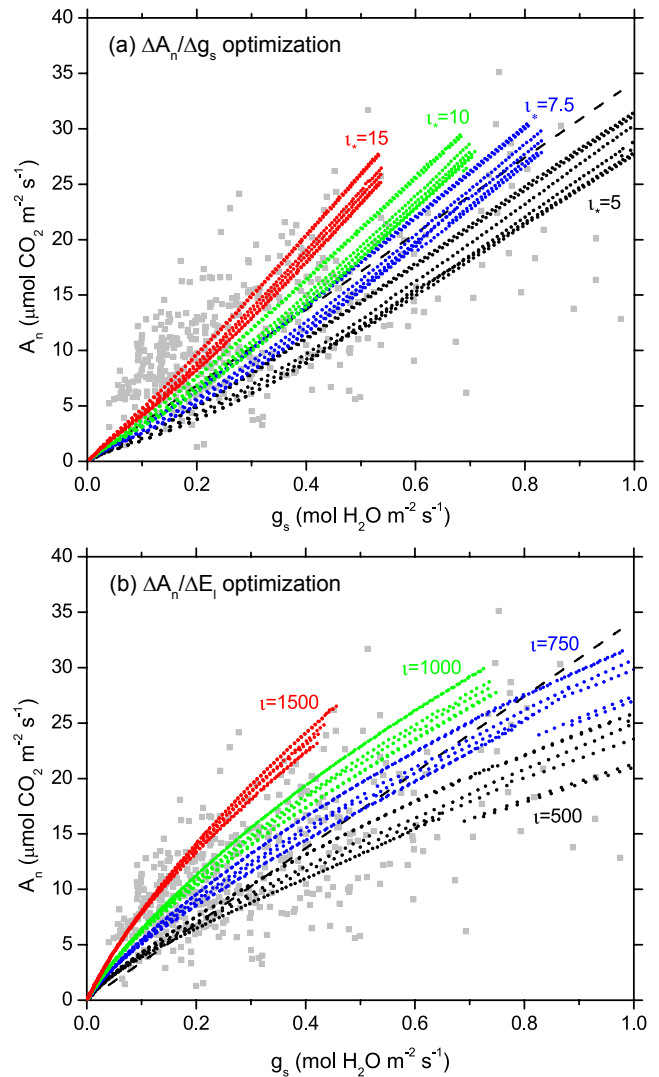 (a) ΔAₙ/Δgₛ optimization
ι*=15
ι*=10
ι*=7.5
ι*=5
40
35
30
25
20
15
10
5
0
Aₙ (μmol CO₂ m⁻² s⁻¹)
0.0 0.2 0.4 0.6 0.8 1.0
gₛ (mol H₂O m⁻² s⁻¹)
(b) ΔAₙ/ΔEₗ optimization
ι=1500
ι=1000
ι=750
ι=500
40
35
30
25
20
15
10
5
0
Aₙ (μmol CO₂ m⁻² s⁻¹)
0.0 0.2 0.4 0.6 0.8 1.0
gₛ (mol H₂O m⁻² s⁻¹)